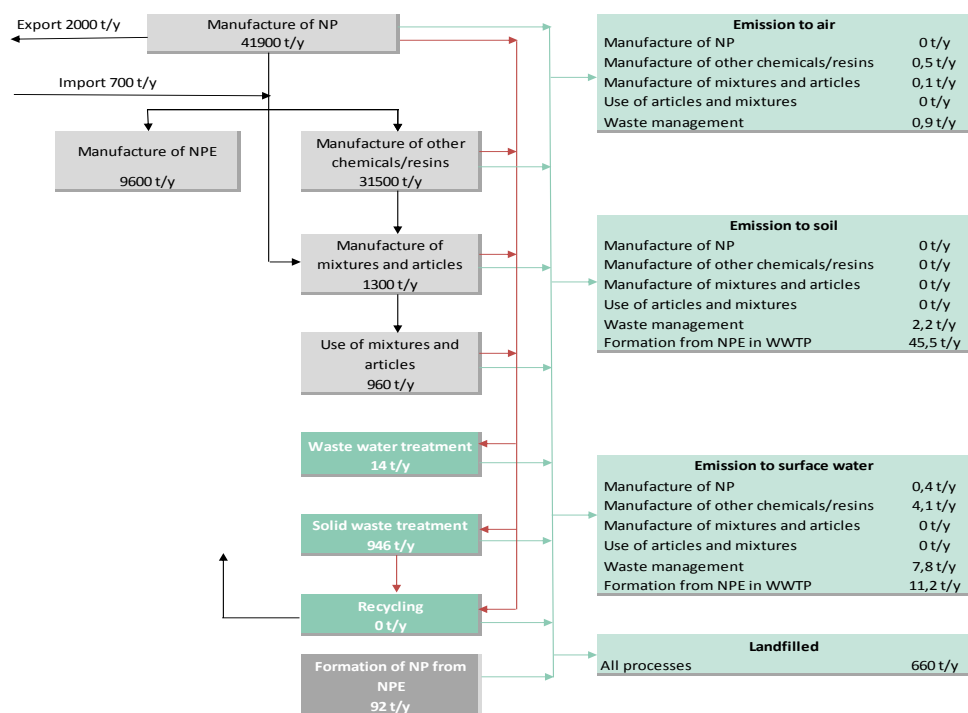 Export 2000 t/y
Manufacture of NP
41900 t/y
Import 700 t/y
Manufacture of NPE
9600 t/y
Manufacture of other
chemicals/resins
31500 t/y
Manufacture of
mixtures and articles
1300 t/y
Use of mixtures and
articles
960 t/y
Waste water treatment
14 t/y
Solid waste treatment
946 t/y
Recycling
0 t/y
Formation of NP from
NPE
92 t/y
Emission to air
Manufacture of NP 0 t/y
Manufacture of other chemicals/resins 0,5 t/y
Manufacture of mixtures and articles 0,1 t/y
Use of articles and mixtures 0 t/y
Waste management 0,9 t/y
Emission to soil
Manufacture of NP 0 t/y
Manufacture of other chemicals/resins 0 t/y
Manufacture of mixtures and articles 0 t/y
Use of articles and mixtures 0 t/y
Waste management 2,2 t/y
Formation from NPE in WWTP 45,5 t/y
Emission to surface water
Manufacture of NP 0,4 t/y
Manufacture of other chemicals/resins 4,1 t/y
Manufacture of mixtures and articles 0 t/y
Use of articles and mixtures 0 t/y
Waste management 7,8 t/y
Formation from NPE in WWTP 11,2 t/y
Landfilled
All processes 660 t/y